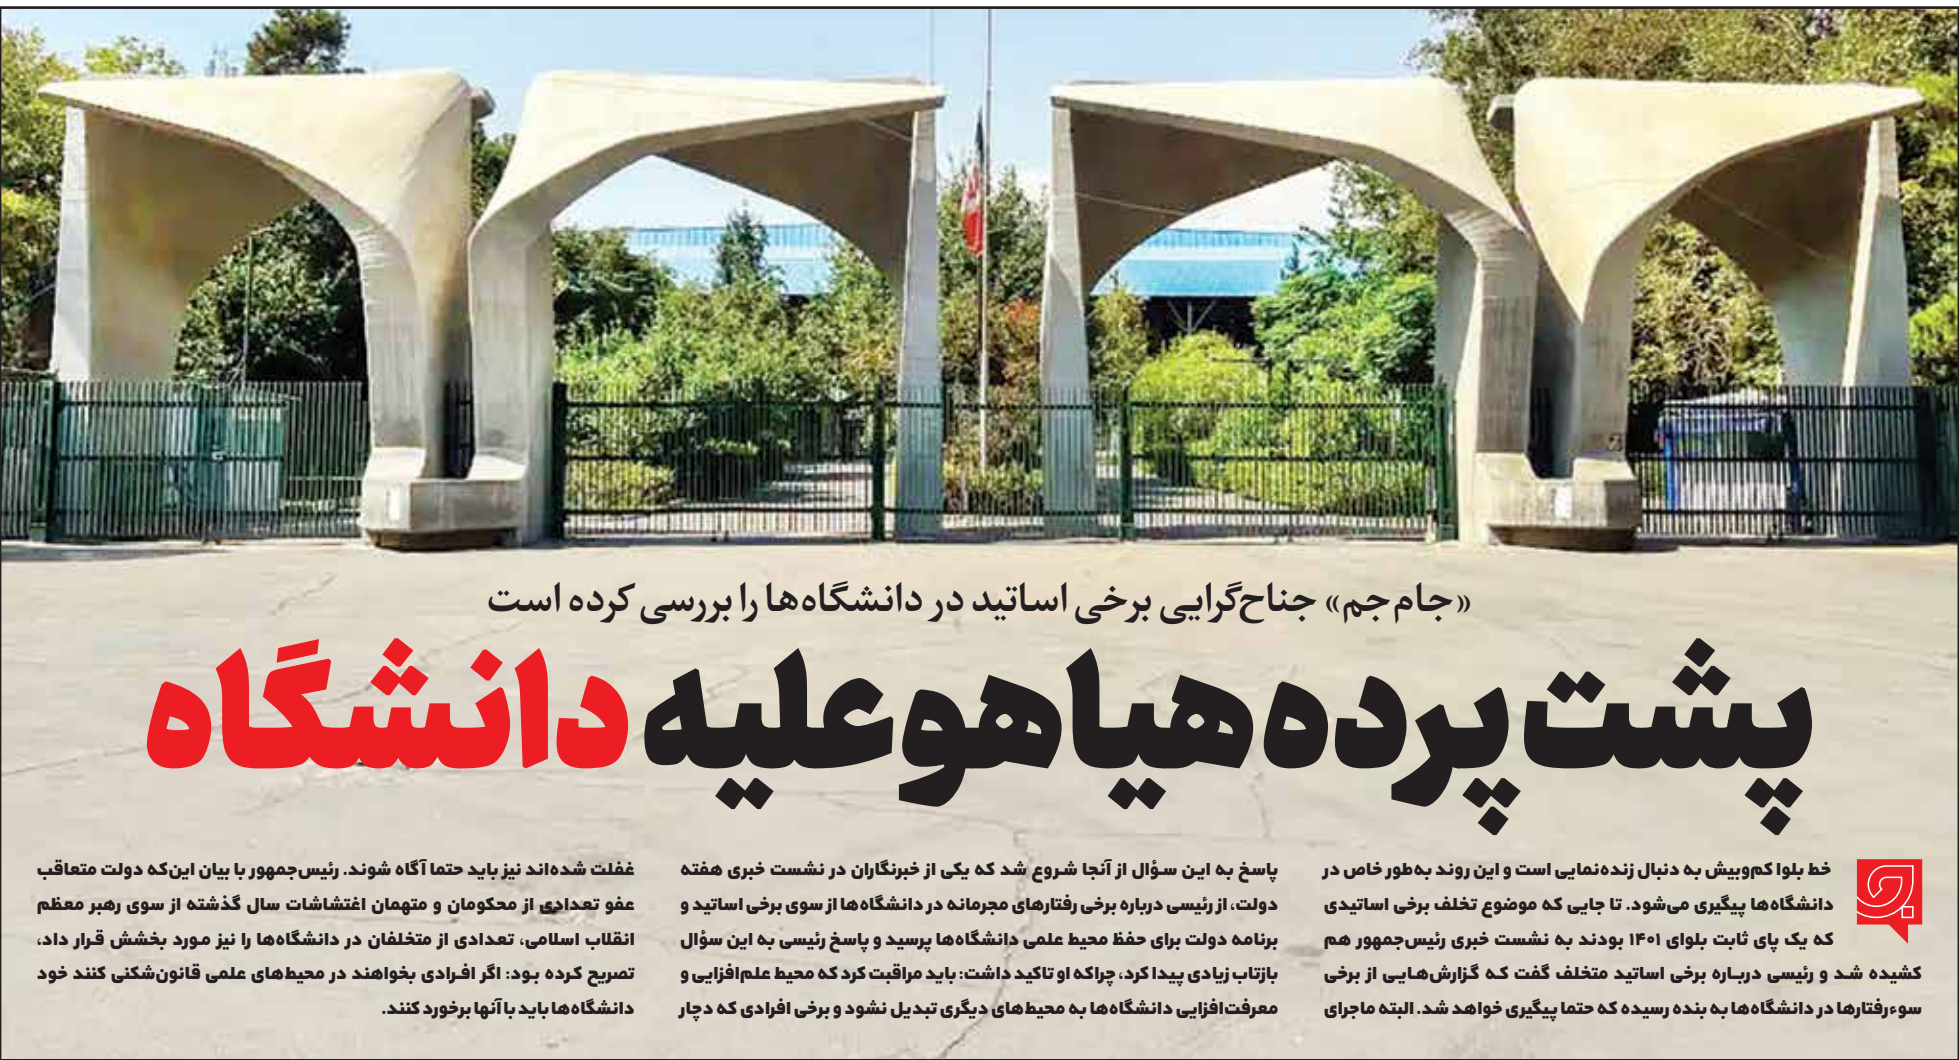 «جام‌جم» جناح‌گرایی برخی اساتید در دانشگاه‌ها را بررسی کرده است
پشت پرده هیاهو علیه دانشگاه
خط بلوا کم‌وبیش به دنبال زنده‌نمایی است و این روند به‌طور خاص در
دانشگاه‌ها پیگیری می‌شود. تا جایی که موضوع تخلف برخی اساتیدی
که یک پای ثابت بلوای ۱۴۰۱ بودند به نشست خبری رئیس‌جمهور هم
کشیده شد و رئیسی درباره برخی اساتید متخلف گفت که گزارش‌هایی از برخی
سوءرفتارها در دانشگاه‌ها به بنده رسیده که حتما پیگیری خواهد شد. البته ماجرای
پاسخ به این سؤال از آنجا شروع شد که یکی از خبرنگاران در نشست خبری هفته
دولت، از رئیسی درباره برخی رفتارهای مجرمانه در دانشگاه‌ها از سوی برخی اساتید و
برنامه دولت برای حفظ محیط علمی دانشگاه‌ها پرسید و پاسخ رئیسی به این سؤال
بازتاب زیادی پیدا کرد، چراکه او تاکید داشت: باید مراقبت کرد که محیط علم‌افزایی و
معرفت‌افزایی دانشگاه‌ها به محیط‌های دیگری تبدیل نشود و برخی افرادی که دچار
غفلت شده‌اند نیز باید حتما آگاه شوند. رئیس‌جمهور با بیان این‌که دولت متعاقب
عفو تعدادی از محکومان و متهمان اغتشاشات سال گذشته از سوی رهبر معظم
انقلاب اسلامی، تعدادی از متخلفان در دانشگاه‌ها را نیز مورد بخشش قرار داد،
تصریح کرده بود: اگر افرادی بخواهند در محیط‌های علمی قانون‌شکنی کنند خود
دانشگاه‌ها باید با آنها برخورد کنند.